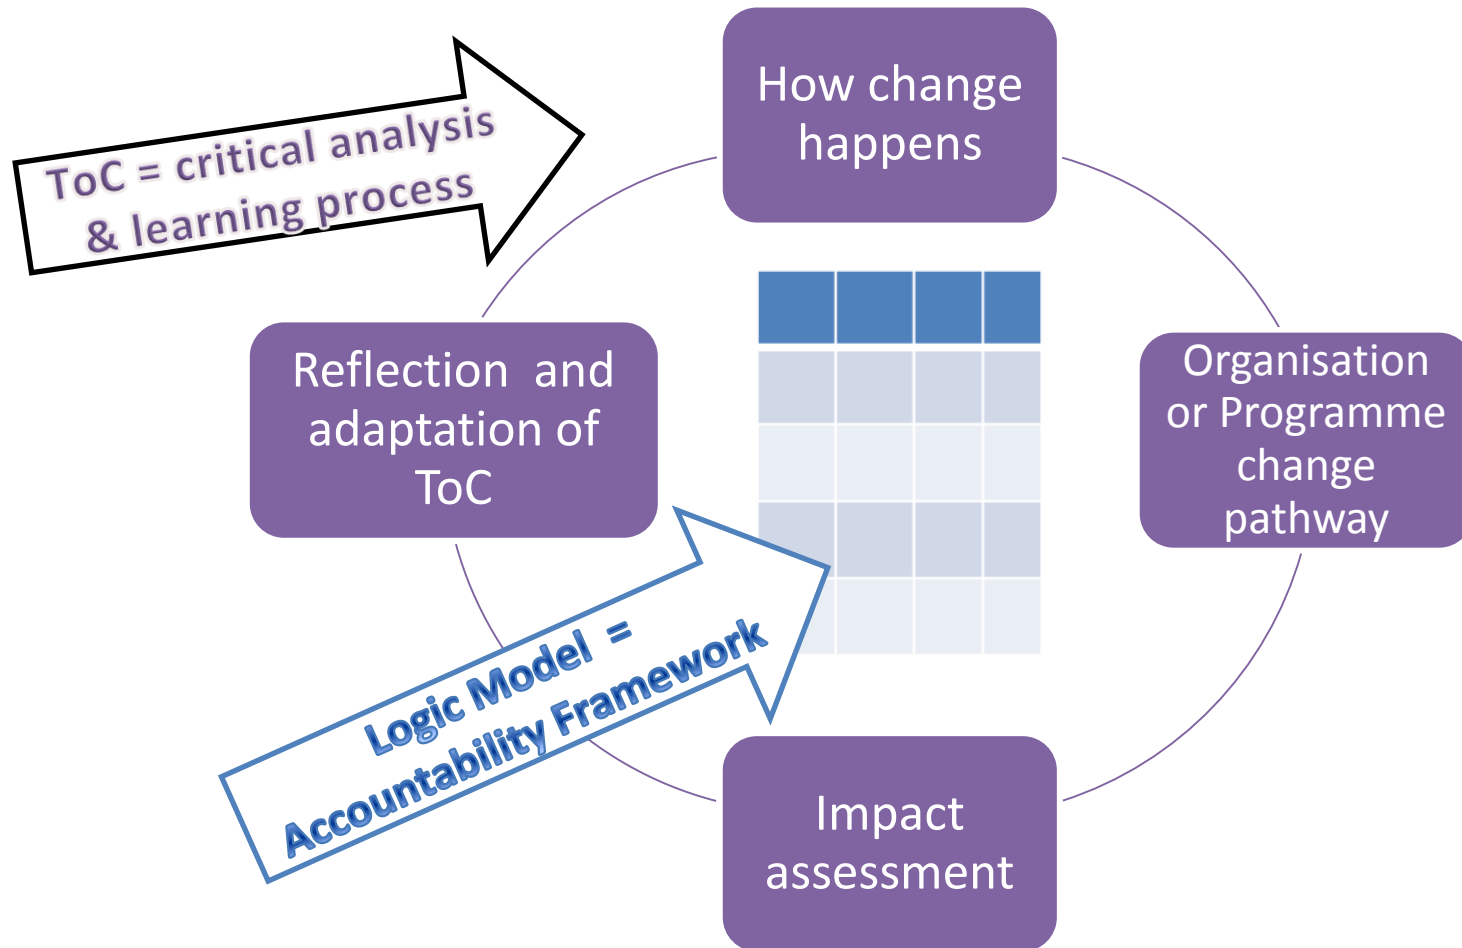 ToC = critical analysis
& learning process
How change
happens
Reflection and
adaptation of
ToC
Organisation
or Programme
change
pathway
Logic Model =
Accountability Framework
Impact
assessment